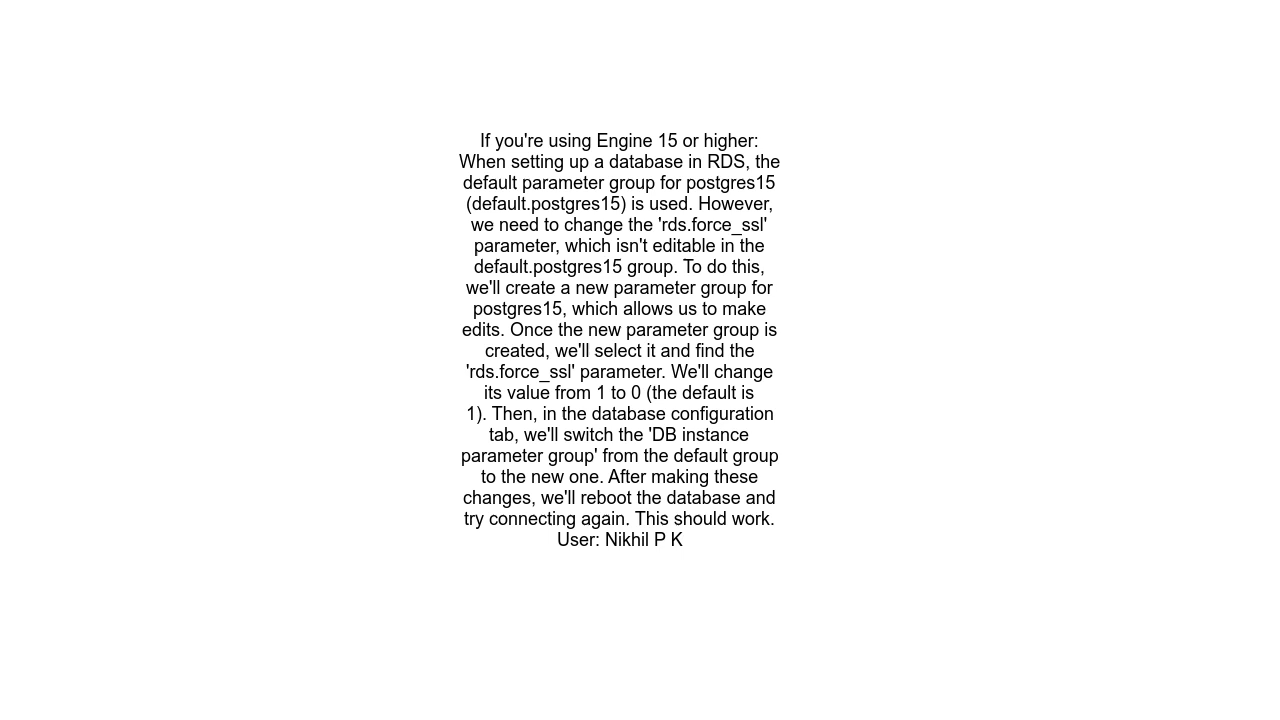 If you're using Engine 15 or higher:
When setting up a database in RDS, the
default parameter group for postgres15
(default.postgres15) is used. However,
we need to change the 'rds.force_ssl'
parameter, which isn't editable in the
default.postgres15 group. To do this,
we'll create a new parameter group for
postgres15, which allows us to make
edits. Once the new parameter group is
created, we'll select it and find the
'rds.force_ssl' parameter. We'll change
its value from 1 to 0 (the default is
1). Then, in the database configuration
tab, we'll switch the 'DB instance
parameter group' from the default group
to the new one. After making these
changes, we'll reboot the database and
try connecting again. This should work.
User: Nikhil P K